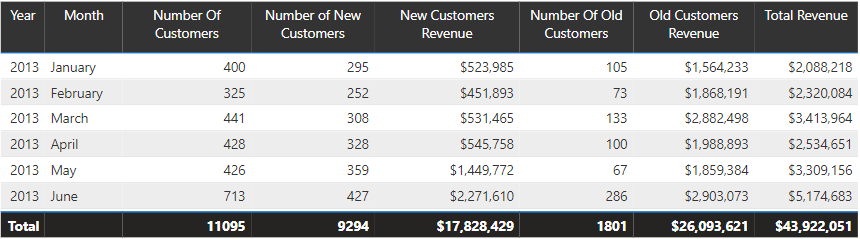 Year Month Number Of Customers Number of New Customers New Customers Revenue Number Of Old Customers Old Customers Revenue Total Revenue
2013 January 400 295 $523,985 105 $1,564,233 $2,088,218
2013 February 325 252 $451,893 73 $1,868,191 $2,320,084
2013 March 441 308 $531,465 133 $2,882,498 $3,413,964
2013 April 428 328 $545,758 100 $1,988,893 $2,534,651
2013 May 426 359 $1,449,772 67 $1,859,384 $3,309,156
2013 June 713 427 $2,271,610 286 $2,903,073 $5,174,683
Total 11095 9294 $17,828,429 1801 $26,093,621 $43,922,051